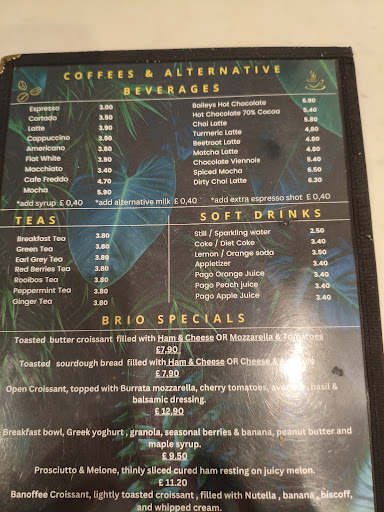 COFFEES & ALTERNATIVE
BEVERAGES
Espresso 3.00
Cortado 3.50
Latte 3.90
Cappuccino 3.90
Americano 3.80
Flat White 3.80
Macchiato 3.40
Cafe Freddo 4.70
Mocha 5.90
Baileys Hot Chocolate 6.90
Hot Chocolate 70% Cocoa 5.40
Chai Latte 5.80
Turmeric Latte 4,80
Beetroot Latte 4,80
Matcha Latte 4.80
Chocolate Viennois 5.40
Spiced Mocha 6.50
Dirty Chai Latte 6.30
*add syrup £ 0,40 *add alternative milk £ 0,40 *add extra espresso shot £ 0,40
TEAS
Breakfast Tea 3.80
Green Tea 3.80
Earl Grey Tea 3.80
Red Berries Tea 3.80
Rooibos Tea 3.80
Peppermint Tea 3.80
Ginger Tea 3.80
SOFT DRINKS
Still / Sparkling water 2.50
Coke / Diet Coke 3.40
Lemon / Orange soda 3.50
Appletizer 3.40
Pago Orange Juice 3.40
Pago Peach juice 3.40
Pago Apple Juice 3.40
BRIO SPECIALS
Toasted butter croissant filled with Ham & Cheese OR Mozzarella & Tomatoes
£7,90
Toasted sourdough bread filled with Ham & Cheese OR Cheese &
£7,90
Open Croissant, topped with Burrata mozzarella, cherry tomatoes, basil &
balsamic dressing.
£ 12,90
Breakfast bowl, Greek yoghurt, granola, seasonal berries & banana, peanut butter and
maple syrup.
£ 9.50
Prosciutto & Melone, thinly sliced cured ham resting on juicy melon.
£ 11.20
Banoffee Croissant, lightly toasted croissant, filled with Nutella, banana, biscoff,
and whipped cream.